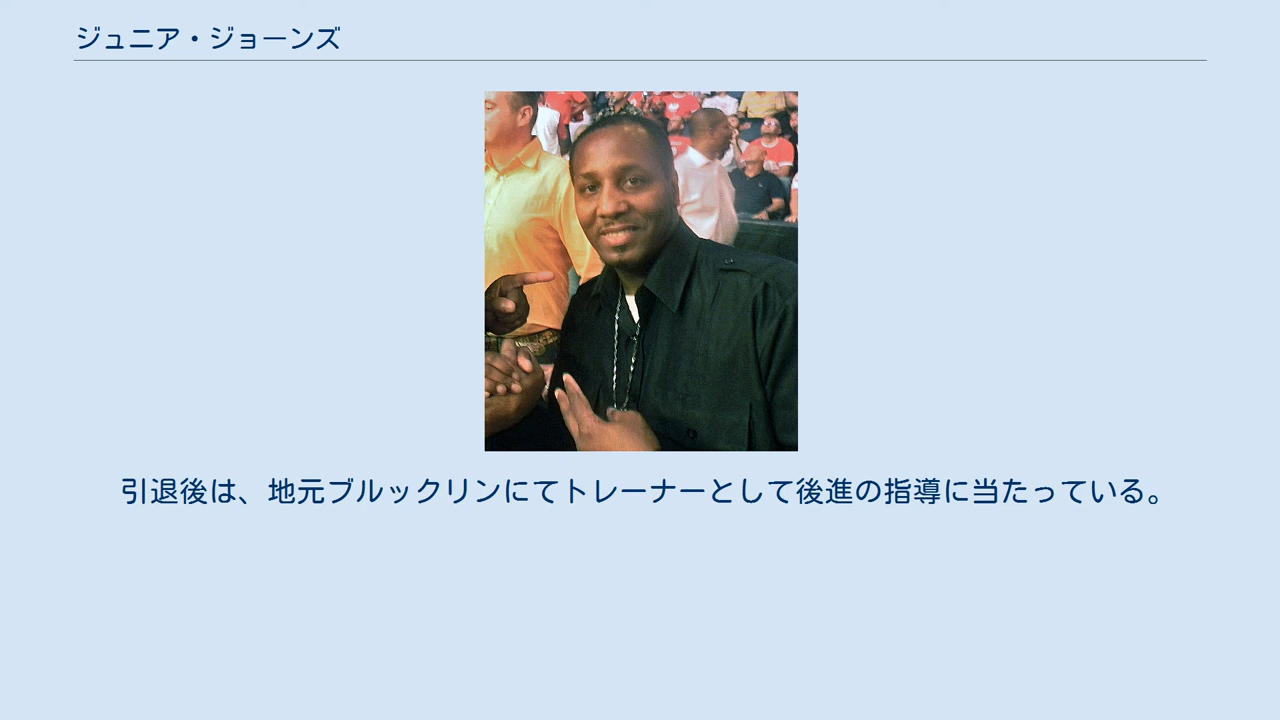 ジュニア・ジョーンズ
引退後は、地元ブルックリンにてトレーナーとして後進の指導に当たっている。